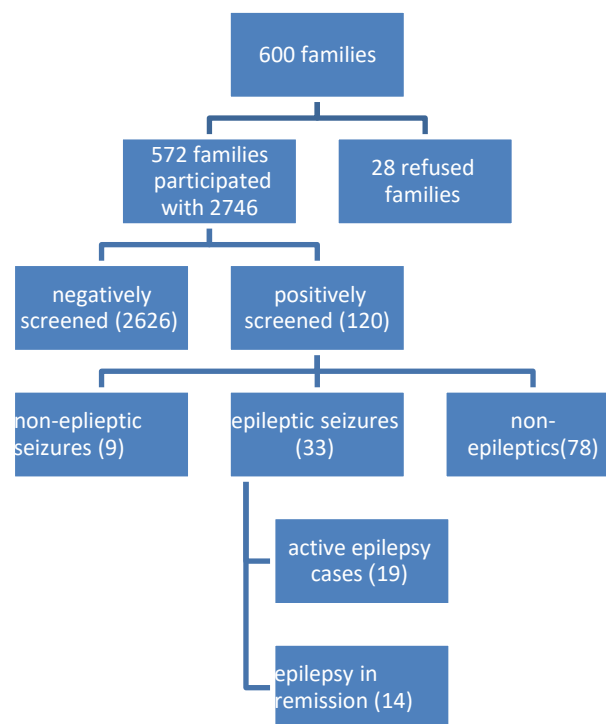 600 families
572 families
participated
with 2746
28 refused
families
negatively
screened (2626)
positively
screened (120)
non-eplieptic
seizures (9)
epileptic seizures
(33)
non-
epileptics(78)
active epilepsy
cases (19)
epilepsy in
remission (14)